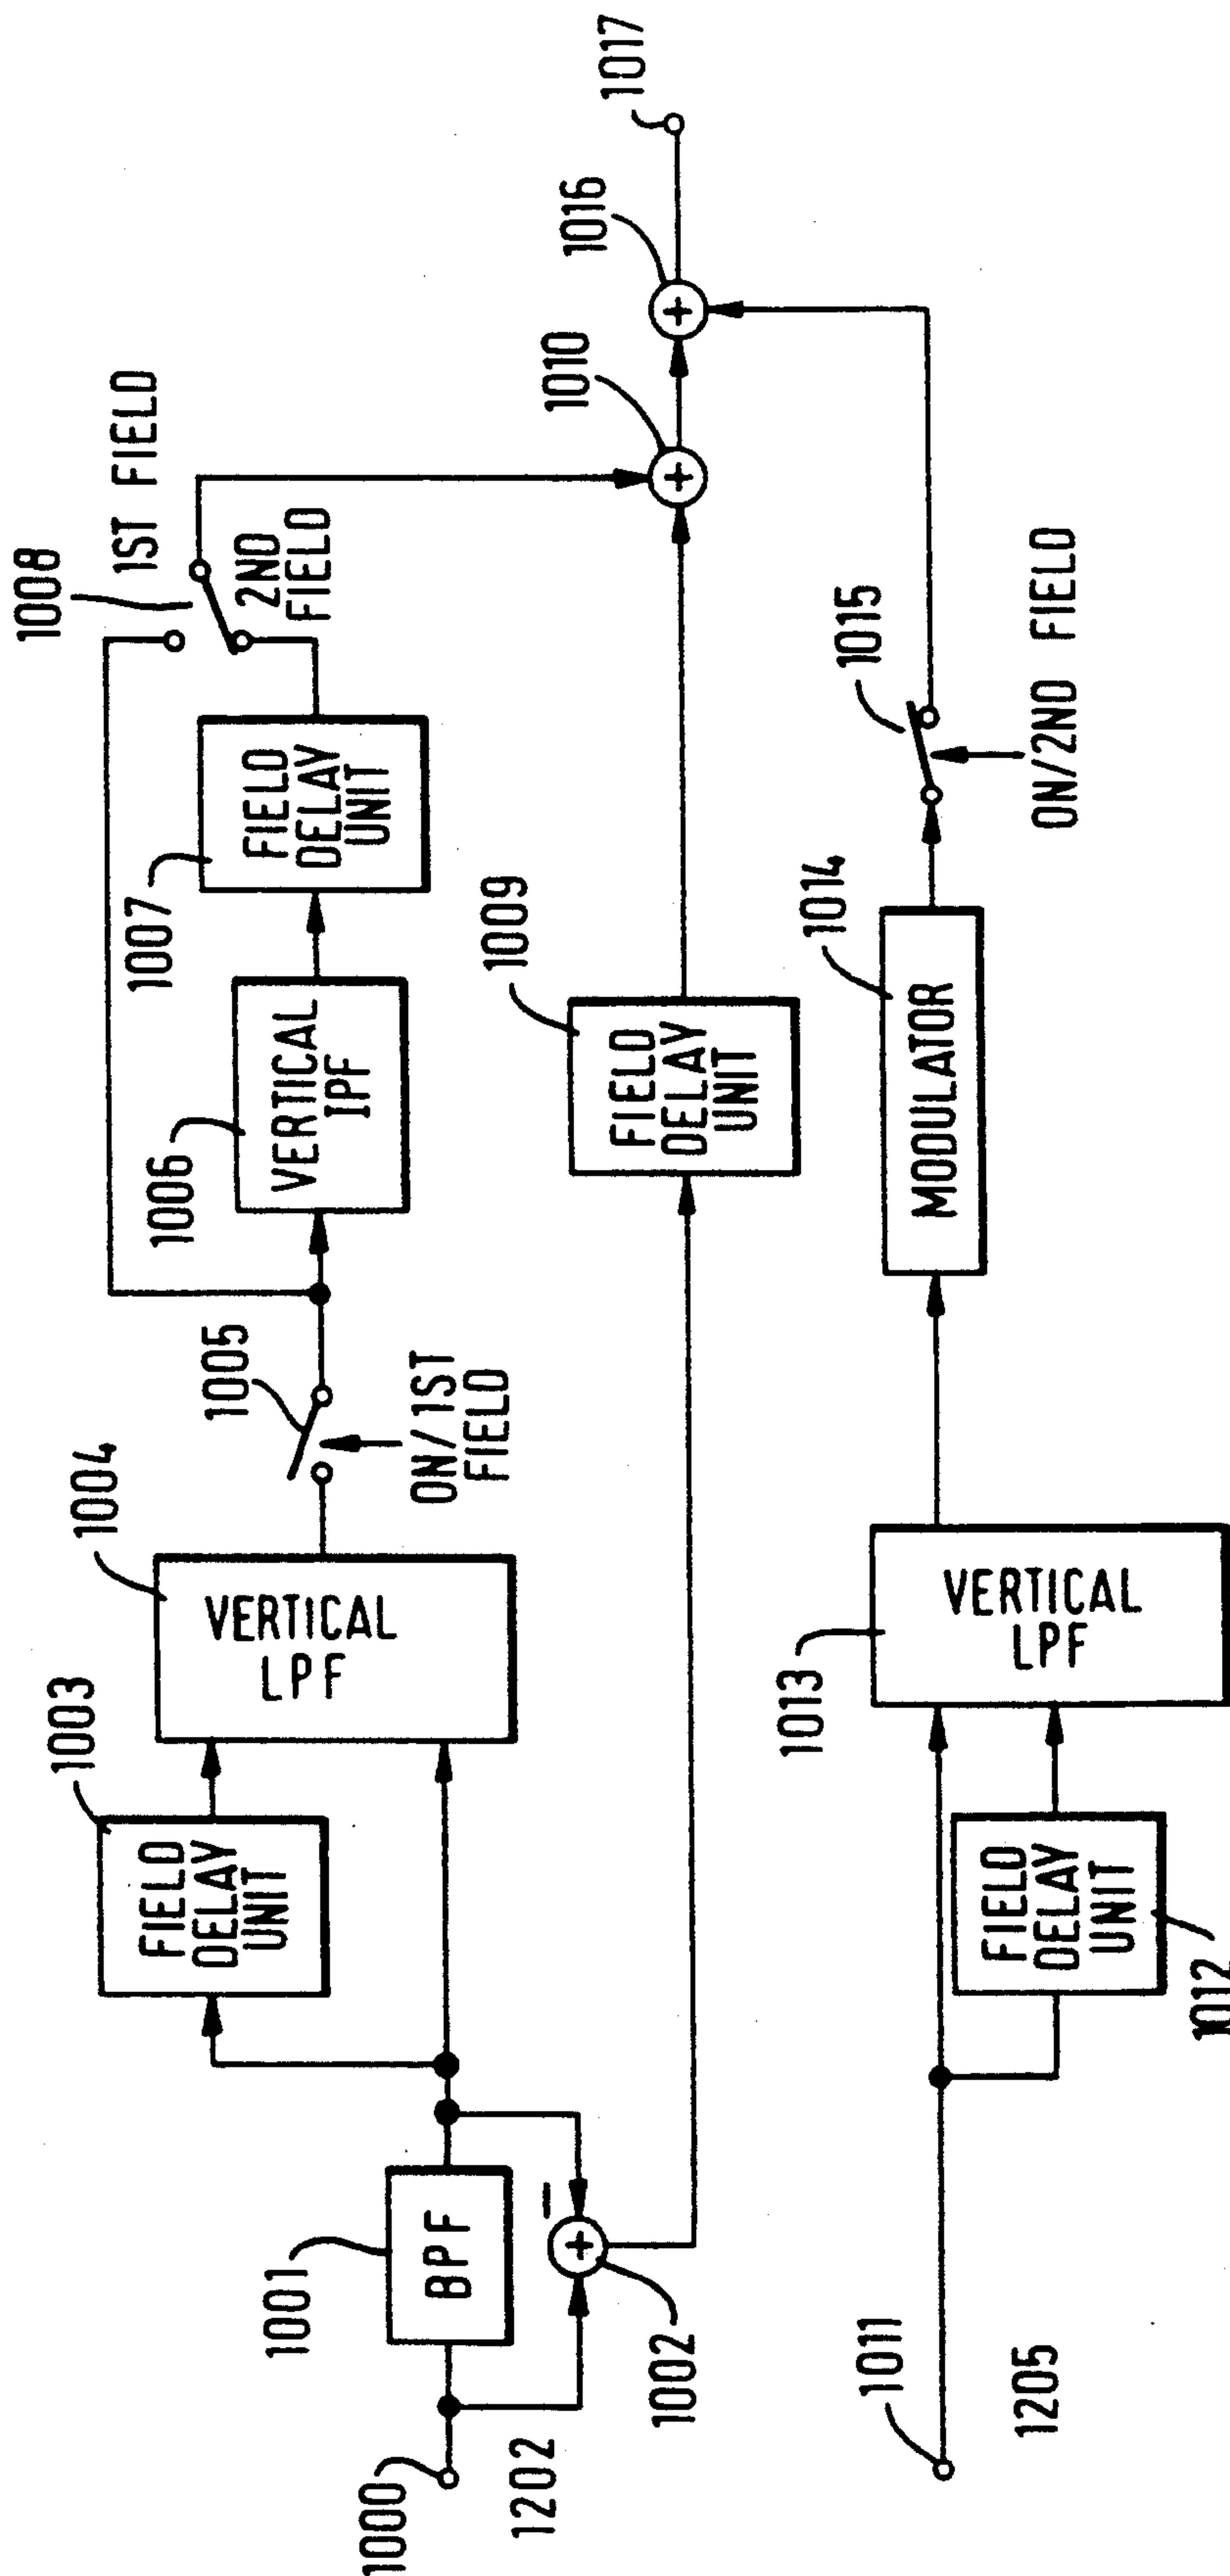 1008
1ST FIELD
2ND
FIELD
1017
1016
1010
1007
FIELD
DELAY
UNIT
1006
VERTICAL
IPF
1005
ON/1ST
FIELD
1004
VERTICAL
LPF
1003
FIELD
DELAY
UNIT
1001
BPF
−
+
1002
1000
1202
1009
FIELD
DELAY
UNIT
+
+
1015
ON/2ND FIELD
1014
MODULATOR
1013
VERTICAL
LPF
FIELD
DELAY
UNIT
1012
1011
1205